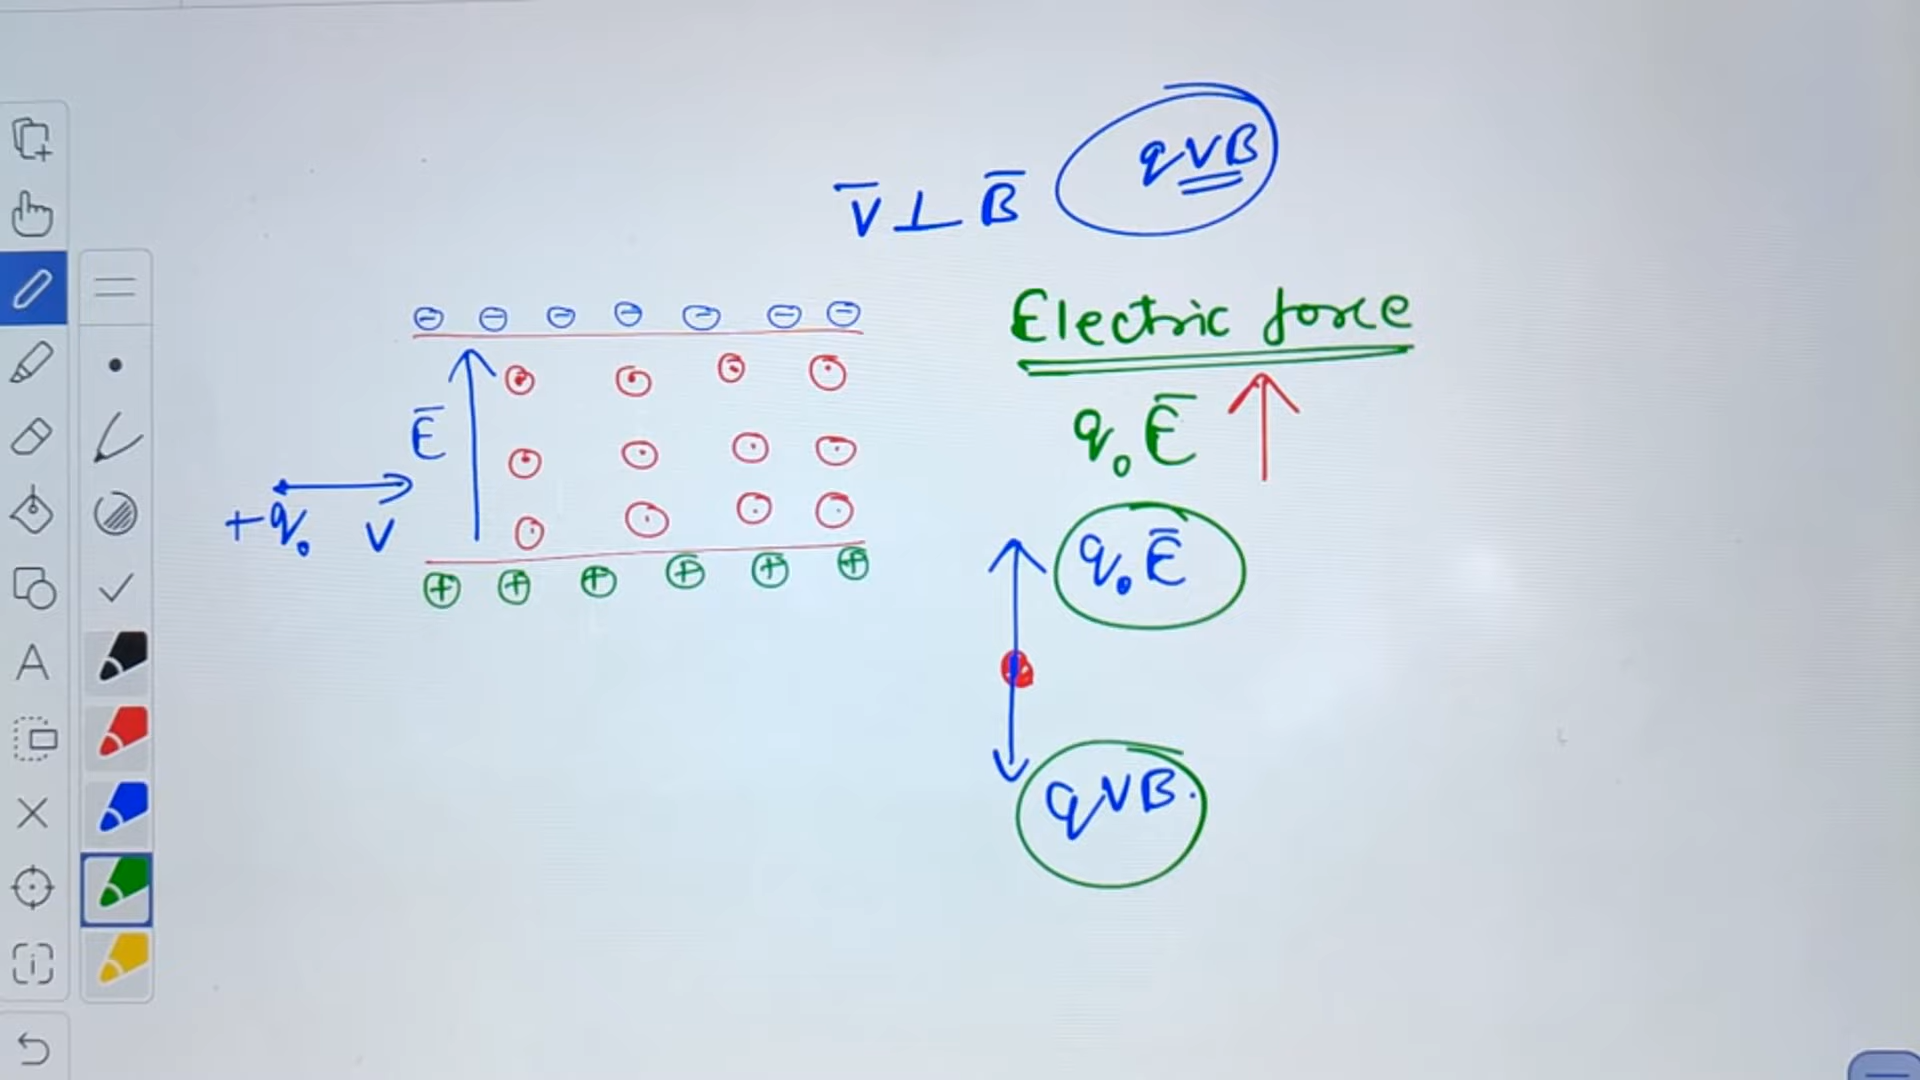 qVB
V̅ ⊥ B̅
⊖ ⊖ ⊖ ⊖ ⊖ ⊖ ⊖
Electric force
E̅
q₀E̅
+q₀ V
q₀E̅
⊕ ⊕ ⊕ ⊕ ⊕ ⊕
A
qVB.